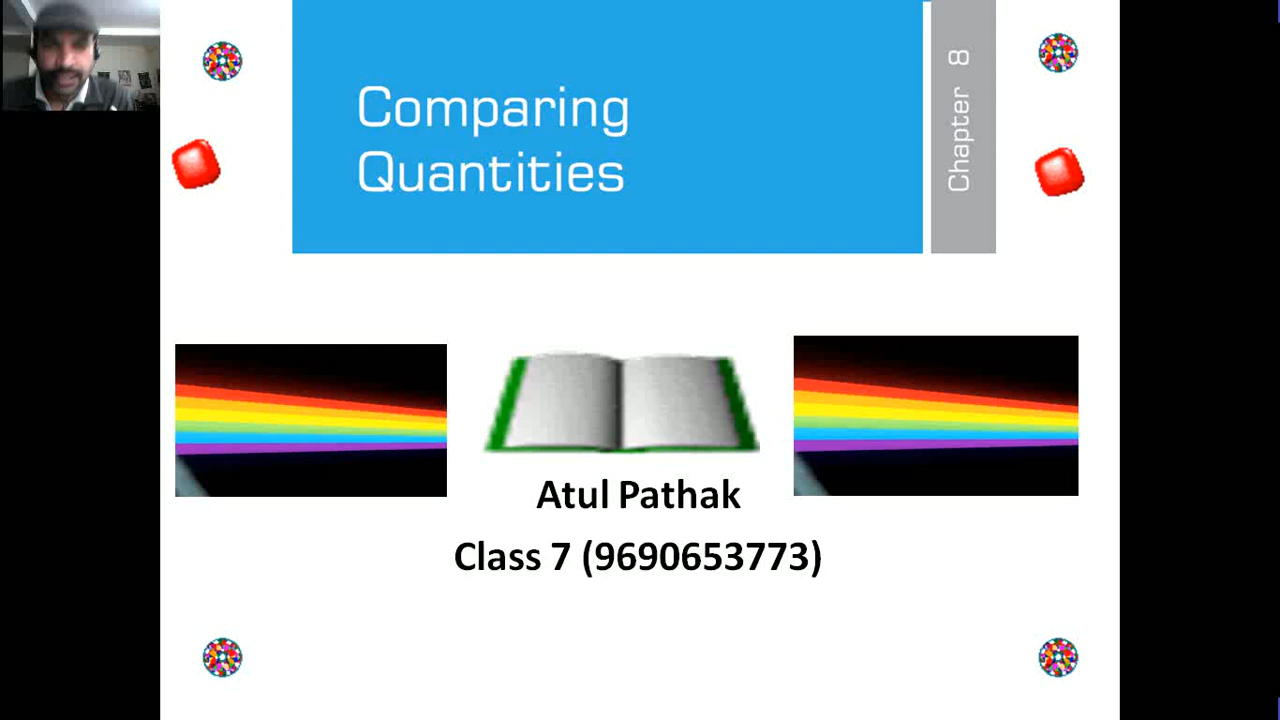 Comparing
Quantities
Chapter 8
Atul Pathak
Class 7 (9690653773)